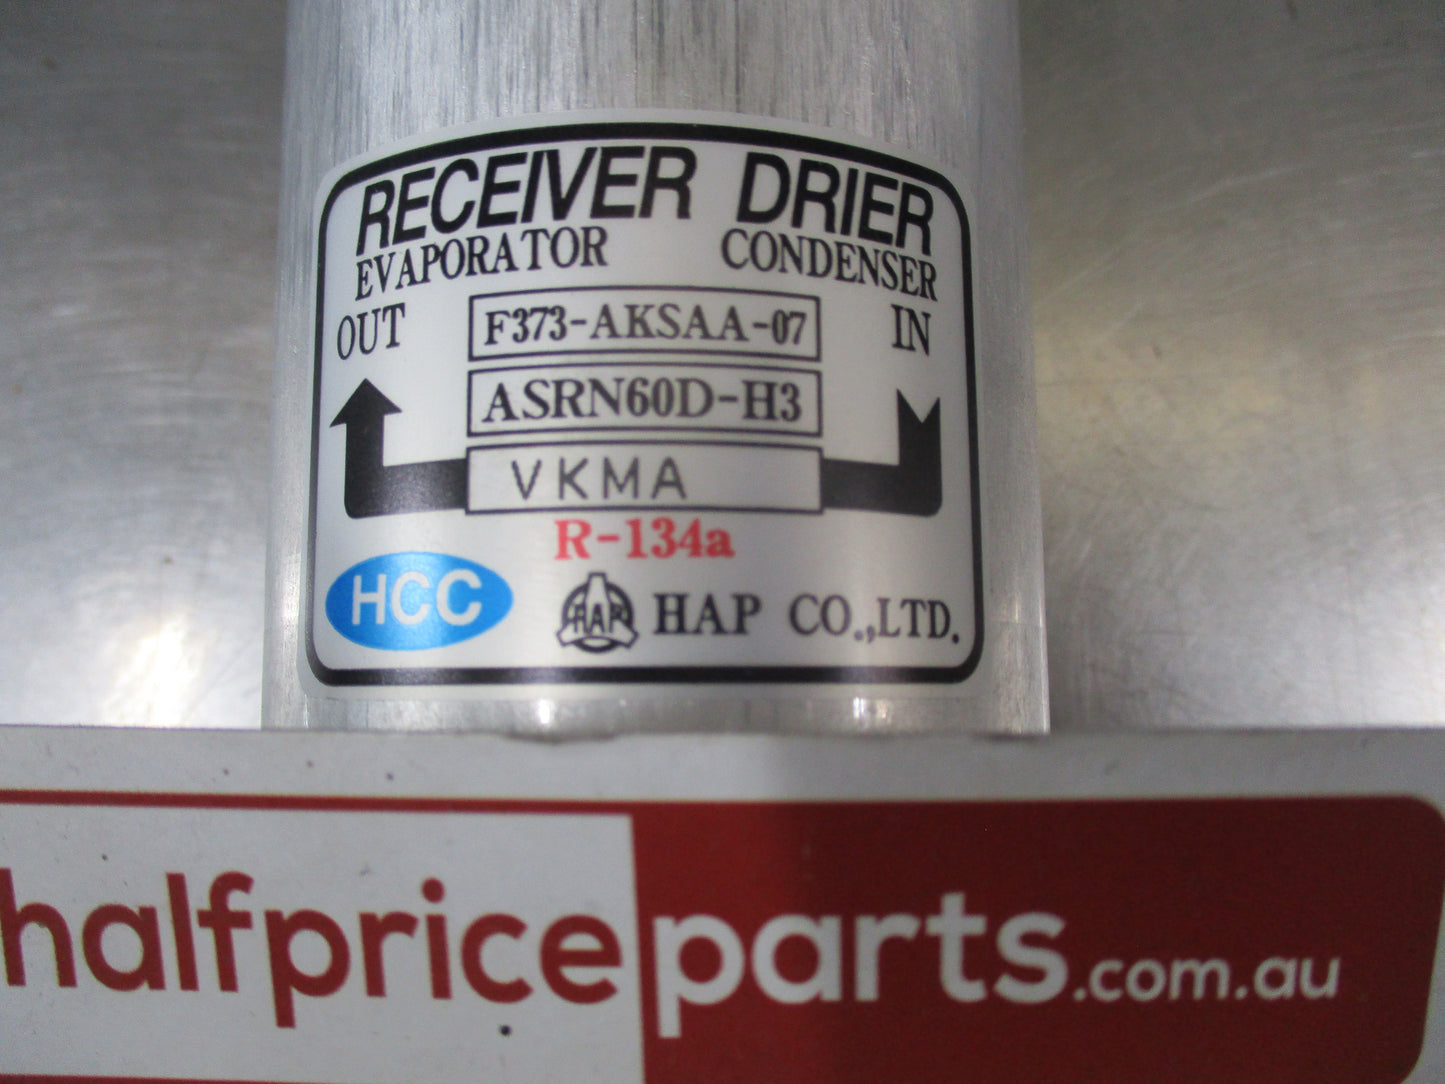 RECEIVER DRIER
EVAPORATOR CONDENSER
OUT F373-AKSAA-07 IN
ASRN60D-H3
VKMA
R-134a
HCC HAP HAP CO.,LTD.
halfpriceparts.com.au